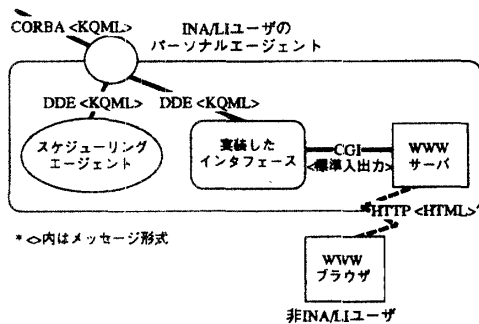 CORBA <KQML>
INA/LIユーザの
パーソナルエージェント
DDE <KQML>
DDE <KQML>
スケジューリング
エージェント
実装した
インタフェース
CGI
<標準入出力>
WWW
サーバ
HTTP <HTML>
* <>内はメッセージ形式
WWW
ブラウザ
非INA/LIユーザ